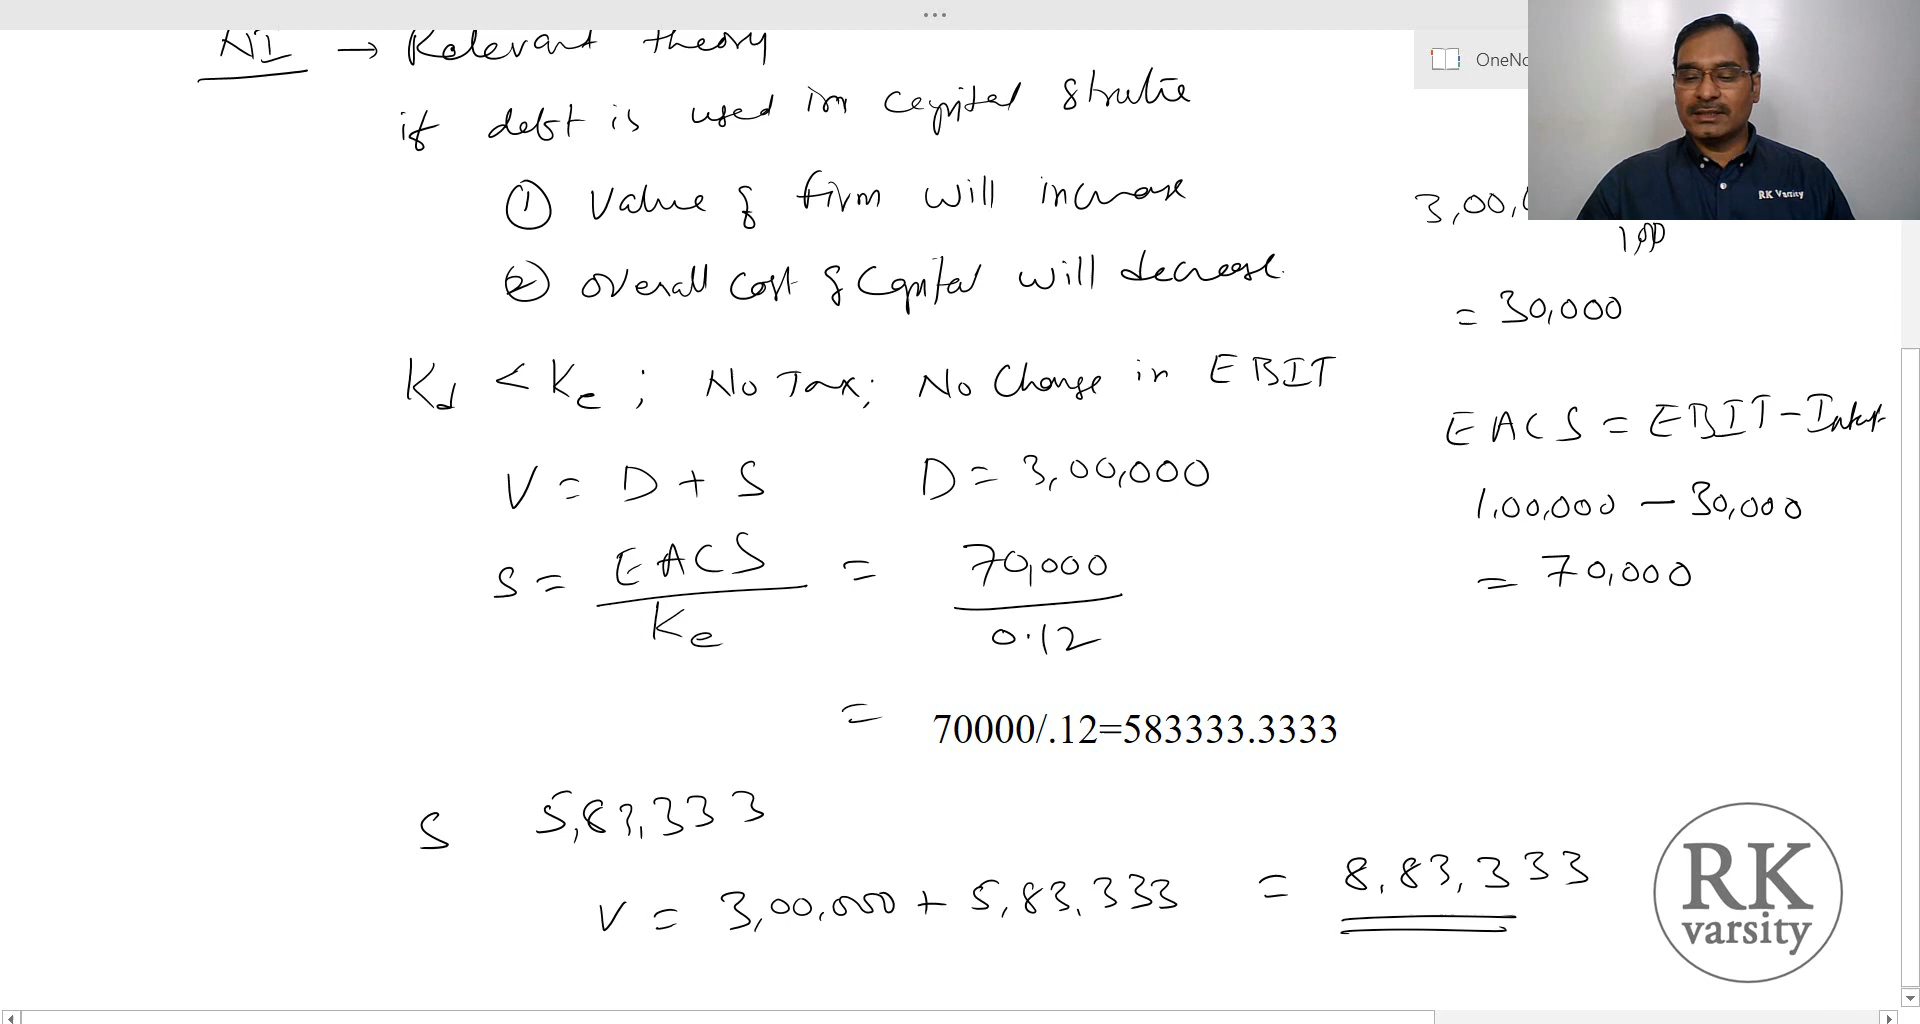 NI → Relevant theory
if debt is used in capital
① Value of firm will increase
② overall cost of capital will decrease
Kd < Ke ; No Tax; No Change in EBIT
V = D + S D = 3,00,000
S = EACS / Ke = 70,000 / 0.12
= 70000/.12=583333.3333
S 5,83,333
V = 3,00,000 + 5,83,333 = 8,83,333
OneNo
RK Varsity
3,00,
100
= 30,000
EACS = EBIT -
1,00,000 - 30,000
= 70,000
RK
varsity